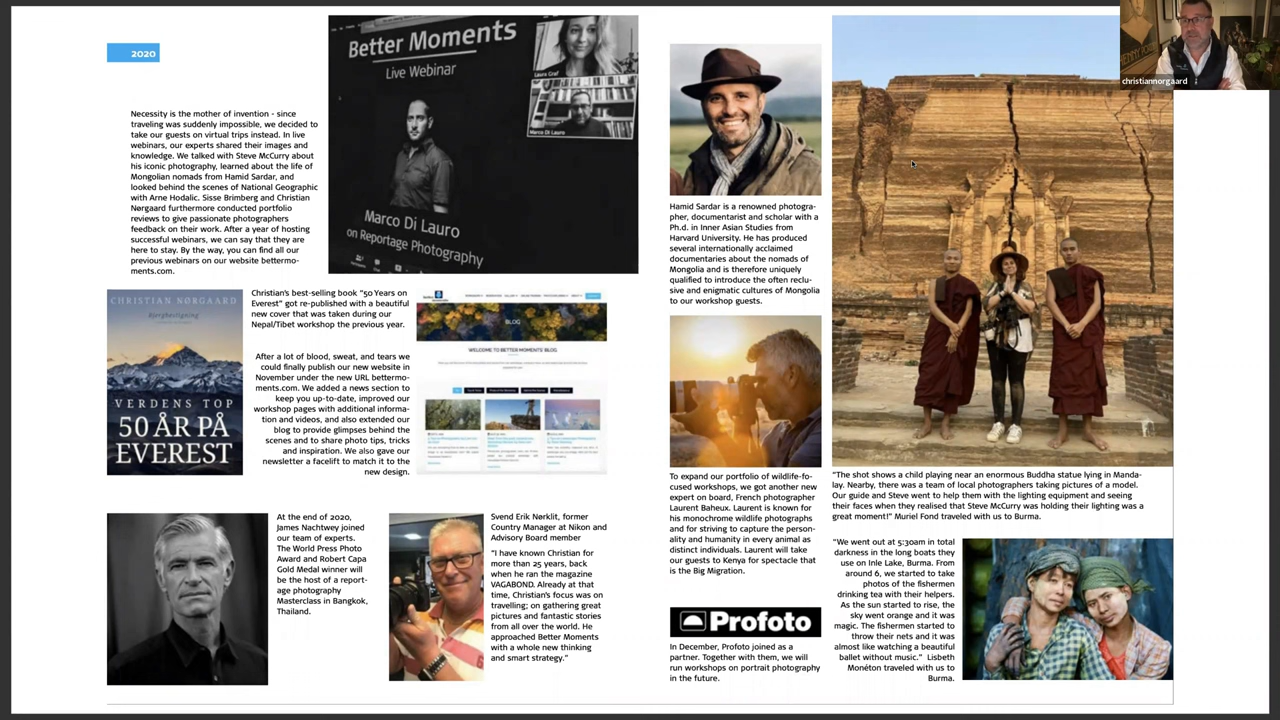 2020
Necessity is the mother of invention - since
traveling was suddenly impossible, we decided to
take our guests on virtual trips instead. In live
webinars, our experts shared their images and
knowledge. We talked with Steve McCurry about
his iconic photography, learned about the life of
Mongolian nomads from Hamid Sardar, and
looked behind the scenes of National Geographic
with Arne Hodalic. Sisse Brimberg and Christian
Nørgaard furthermore conducted portfolio
reviews to give passionate photographers
feedback on their work. After a year of hosting
successful webinars, we can say that they are
here to stay. By the way, you can find all our
previous webinars on our website bettermo-
ments.com.
Better Moments
Live Webinar
Laura Graf
Marco Di Lauro
Marco Di Lauro
on Reportage Photography
CHRISTIAN NØRGAARD
bjergbestigning
VERDENS TOP
50 ÅR PÅ
EVEREST
Christian's best-selling book "50 Years on
Everest" got re-published with a beautiful
new cover that was taken during our
Nepal/Tibet workshop the previous year.
After a lot of blood, sweat, and tears we
could finally publish our new website in
November under the new URL bettermo-
ments.com. We added a news section to
keep you up-to-date, improved our
workshop pages with additional informa-
tion and videos, and also extended our
blog to provide glimpses behind the
scenes and to share photo tips, tricks
and inspiration. We also gave our
newsletter a facelift to match it to the
new design.
BLOG
WELCOME TO BETTER MOMENTS' BLOG
At the end of 2020,
James Nachtwey joined
our team of experts.
The World Press Photo
Award and Robert Capa
Gold Medal winner will
be the host of a report-
age photography
Masterclass in Bangkok,
Thailand.
Svend Erik Nørklit, former
Country Manager at Nikon and
Advisory Board member
"I have known Christian for
more than 25 years, back
when he ran the magazine
VAGABOND. Already at that
time, Christian's focus was on
travelling; on gathering great
pictures and fantastic stories
from all over the world. He
approached Better Moments
with a whole new thinking
and smart strategy."
Hamid Sardar is a renowned photogra-
pher, documentarist and scholar with a
Ph.d. in Inner Asian Studies from
Harvard University. He has produced
several internationally acclaimed
documentaries about the nomads of
Mongolia and is therefore uniquely
qualified to introduce the often reclu-
sive and enigmatic cultures of Mongolia
to our workshop guests.
To expand our portfolio of wildlife-fo-
cused workshops, we got another new
expert on board, French photographer
Laurent Baheux. Laurent is known for
his monochrome wildlife photographs
and for striving to capture the person-
ality and humanity in every animal as
distinct individuals. Laurent will take
our guests to Kenya for spectacle that
is the Big Migration.
Profoto
In December, Profoto joined as a
partner. Together with them, we will
run workshops on portrait photography
in the future.
christiannorgaard
"The shot shows a child playing near an enormous Buddha statue lying in Manda-
lay. Nearby, there was a team of local photographers taking pictures of a model.
Our guide and Steve went to help them with the lighting equipment and seeing
their faces when they realised that Steve McCurry was holding their lighting was a
great moment!" Muriel Fond traveled with us to Burma.
"We went out at 5:30am in total
darkness in the long boats they
use on Inle Lake, Burma. From
around 6, we started to take
photos of the fishermen
drinking tea with their helpers.
As the sun started to rise, the
sky went orange and it was
magic. The fishermen started to
throw their nets and it was
almost like watching a beautiful
ballet without music." Lisbeth
Monéton traveled with us to
Burma.